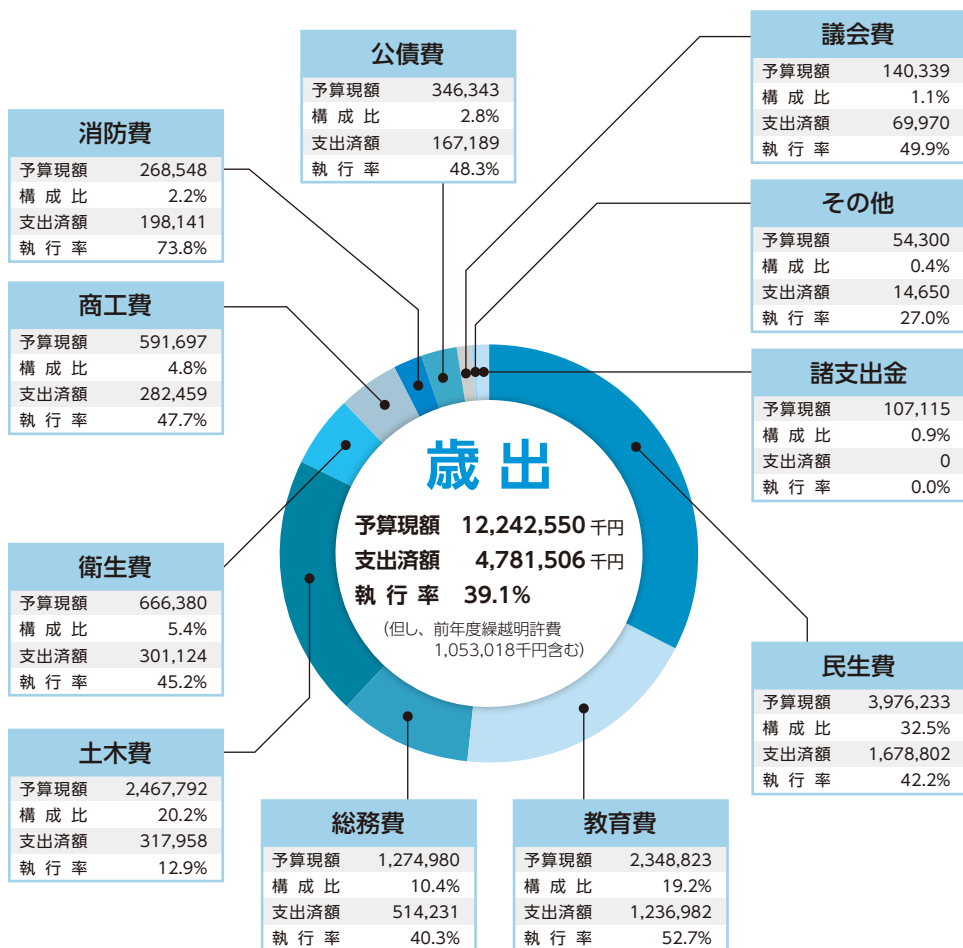 公債費
予算現額 346,343
構成比 2.8%
支出済額 167,189
執行率 48.3%
議会費
予算現額 140,339
構成比 1.1%
支出済額 69,970
執行率 49.9%
消防費
予算現額 268,548
構成比 2.2%
支出済額 198,141
執行率 73.8%
その他
予算現額 54,300
構成比 0.4%
支出済額 14,650
執行率 27.0%
商工費
予算現額 591,697
構成比 4.8%
支出済額 282,459
執行率 47.7%
諸支出金
予算現額 107,115
構成比 0.9%
支出済額 0
執行率 0.0%
歳出
予算現額 12,242,550千円
支出済額 4,781,506千円
執行率 39.1%
(但し、前年度繰越明許費
1,053,018千円含む)
衛生費
予算現額 666,380
構成比 5.4%
支出済額 301,124
執行率 45.2%
民生費
予算現額 3,976,233
構成比 32.5%
支出済額 1,678,802
執行率 42.2%
土木費
予算現額 2,467,792
構成比 20.2%
支出済額 317,958
執行率 12.9%
総務費
予算現額 1,274,980
構成比 10.4%
支出済額 514,231
執行率 40.3%
教育費
予算現額 2,348,823
構成比 19.2%
支出済額 1,236,982
執行率 52.7%